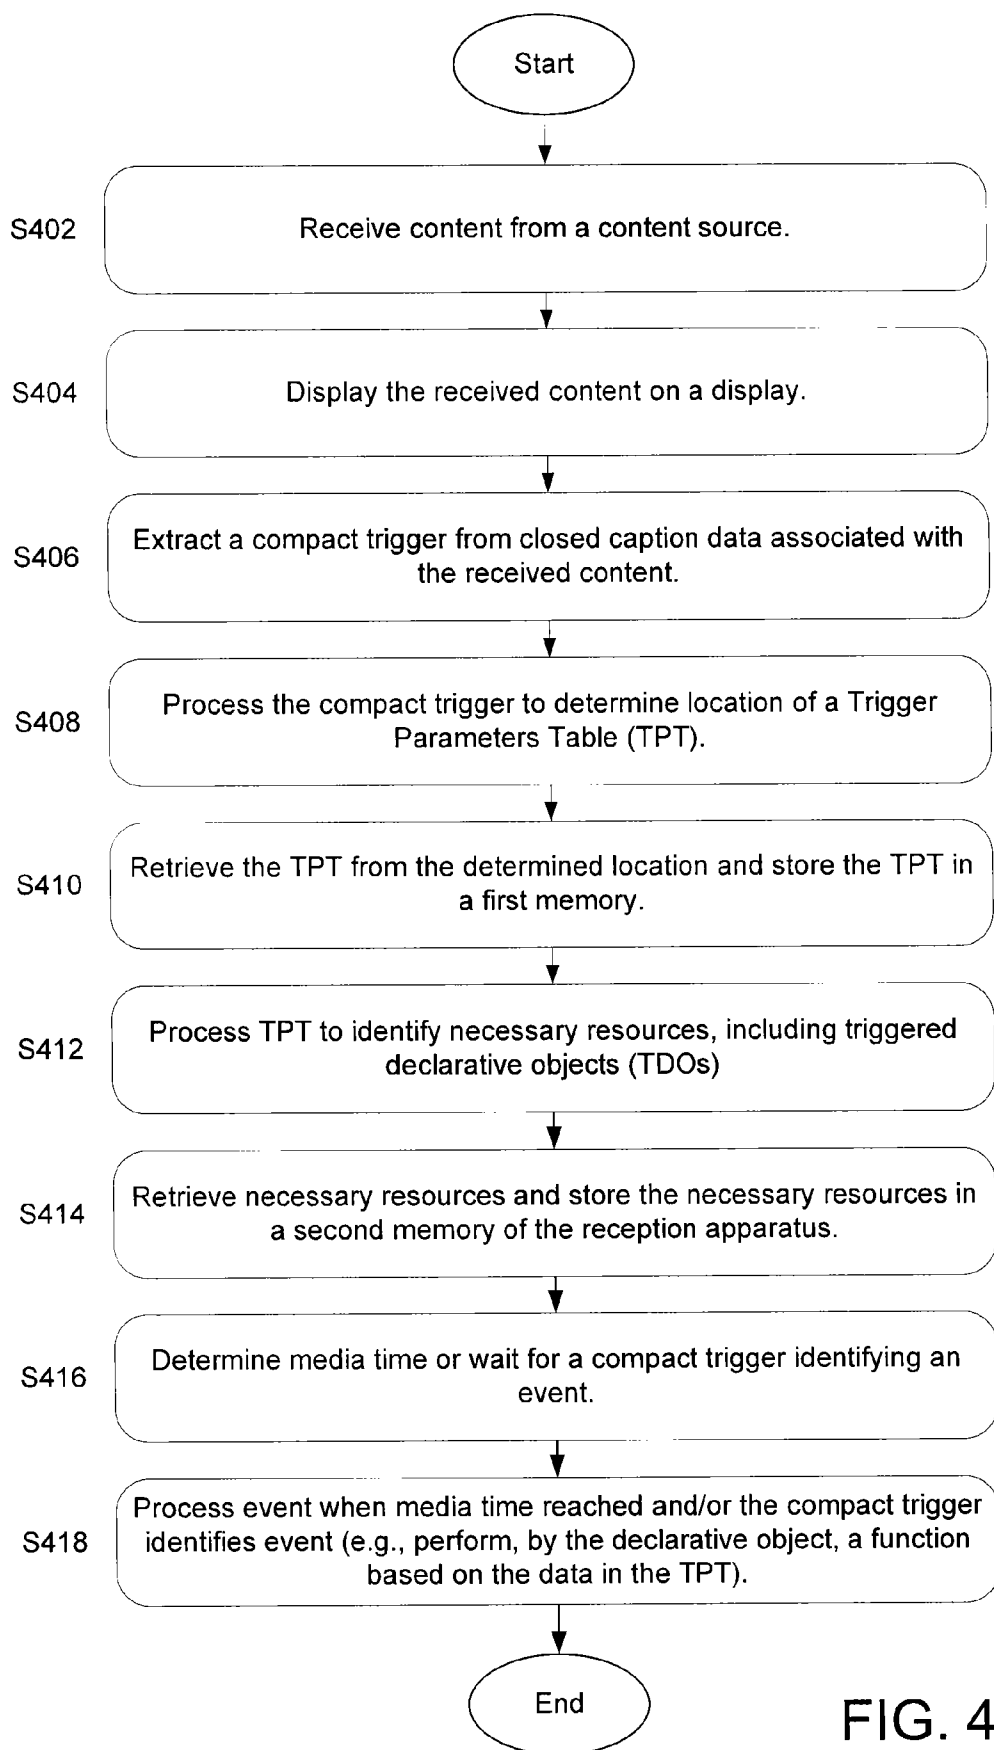 Start
S402
Receive content from a content source.
S404
Display the received content on a display.
S406
Extract a compact trigger from closed caption data associated with
the received content.
S408
Process the compact trigger to determine location of a Trigger
Parameters Table (TPT).
S410
Retrieve the TPT from the determined location and store the TPT in
a first memory.
S412
Process TPT to identify necessary resources, including triggered
declarative objects (TDOs)
S414
Retrieve necessary resources and store the necessary resources in
a second memory of the reception apparatus.
S416
Determine media time or wait for a compact trigger identifying an
event.
S418
Process event when media time reached and/or the compact trigger
identifies event (e.g., perform, by the declarative object, a function
based on the data in the TPT).
End
FIG. 4